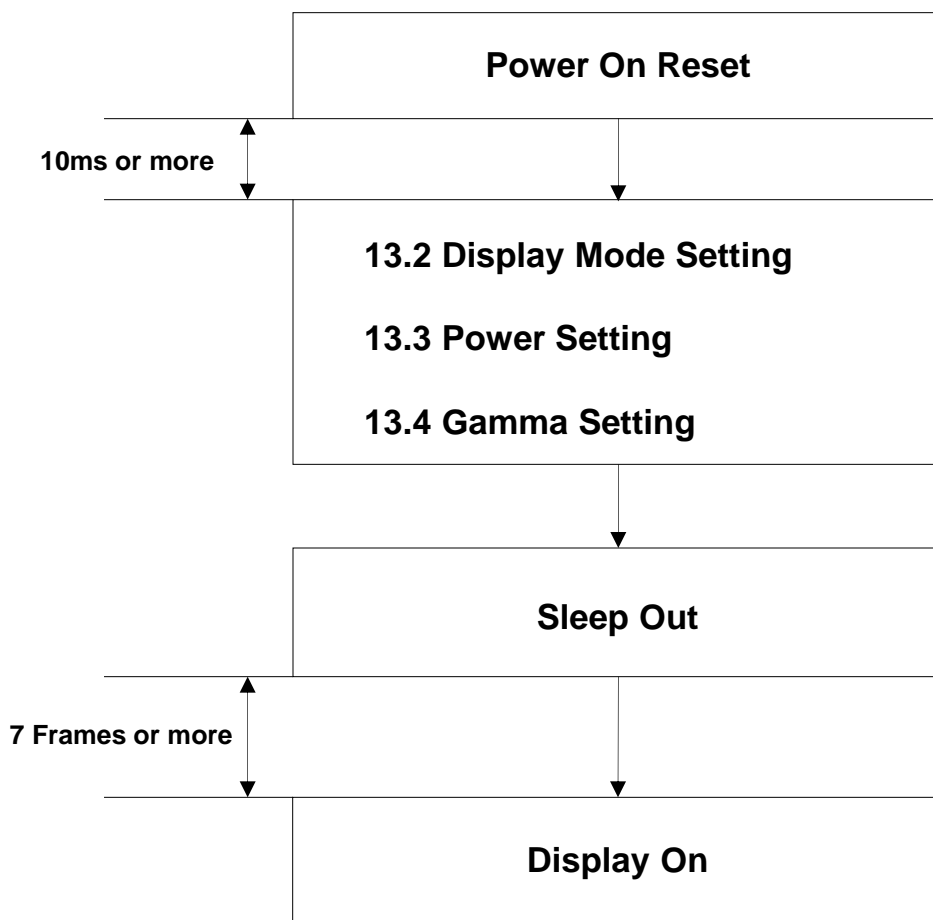 Power On Reset
10ms or more
13.2 Display Mode Setting
13.3 Power Setting
13.4 Gamma Setting
Sleep Out
7 Frames or more
Display On